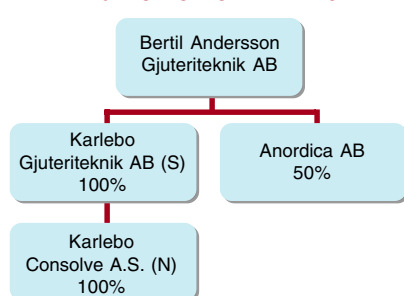 Bertil Andersson
Gjuteriteknik AB
Karlebo
Gjuteriteknik AB (S)
100%
Anordica AB
50%
Karlebo
Consolve A.S. (N)
100%